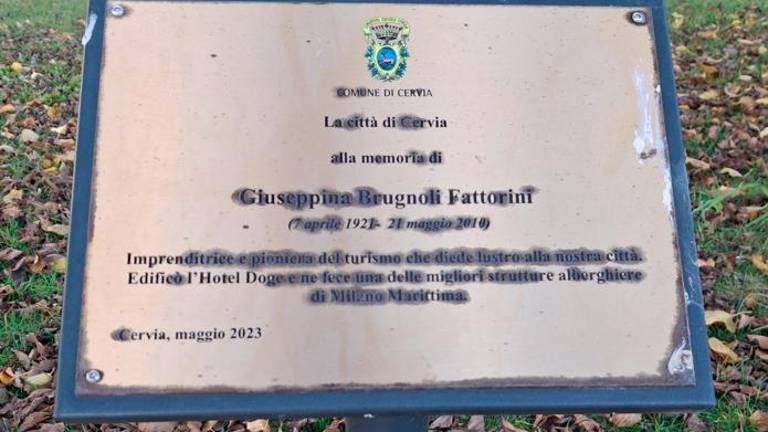 COMUNE DI CERVIA
La città di Cervia
alla memoria di
Giuseppina Brugnoli Fattorini
(7 aprile 1921- 21 maggio 2010)
Imprenditrice e pioniera del turismo che diede lustro alla nostra città.
Edificò l'Hotel Doge e ne fece una delle migliori strutture alberghiere
di Milano Marittima.
Cervia, maggio 2023